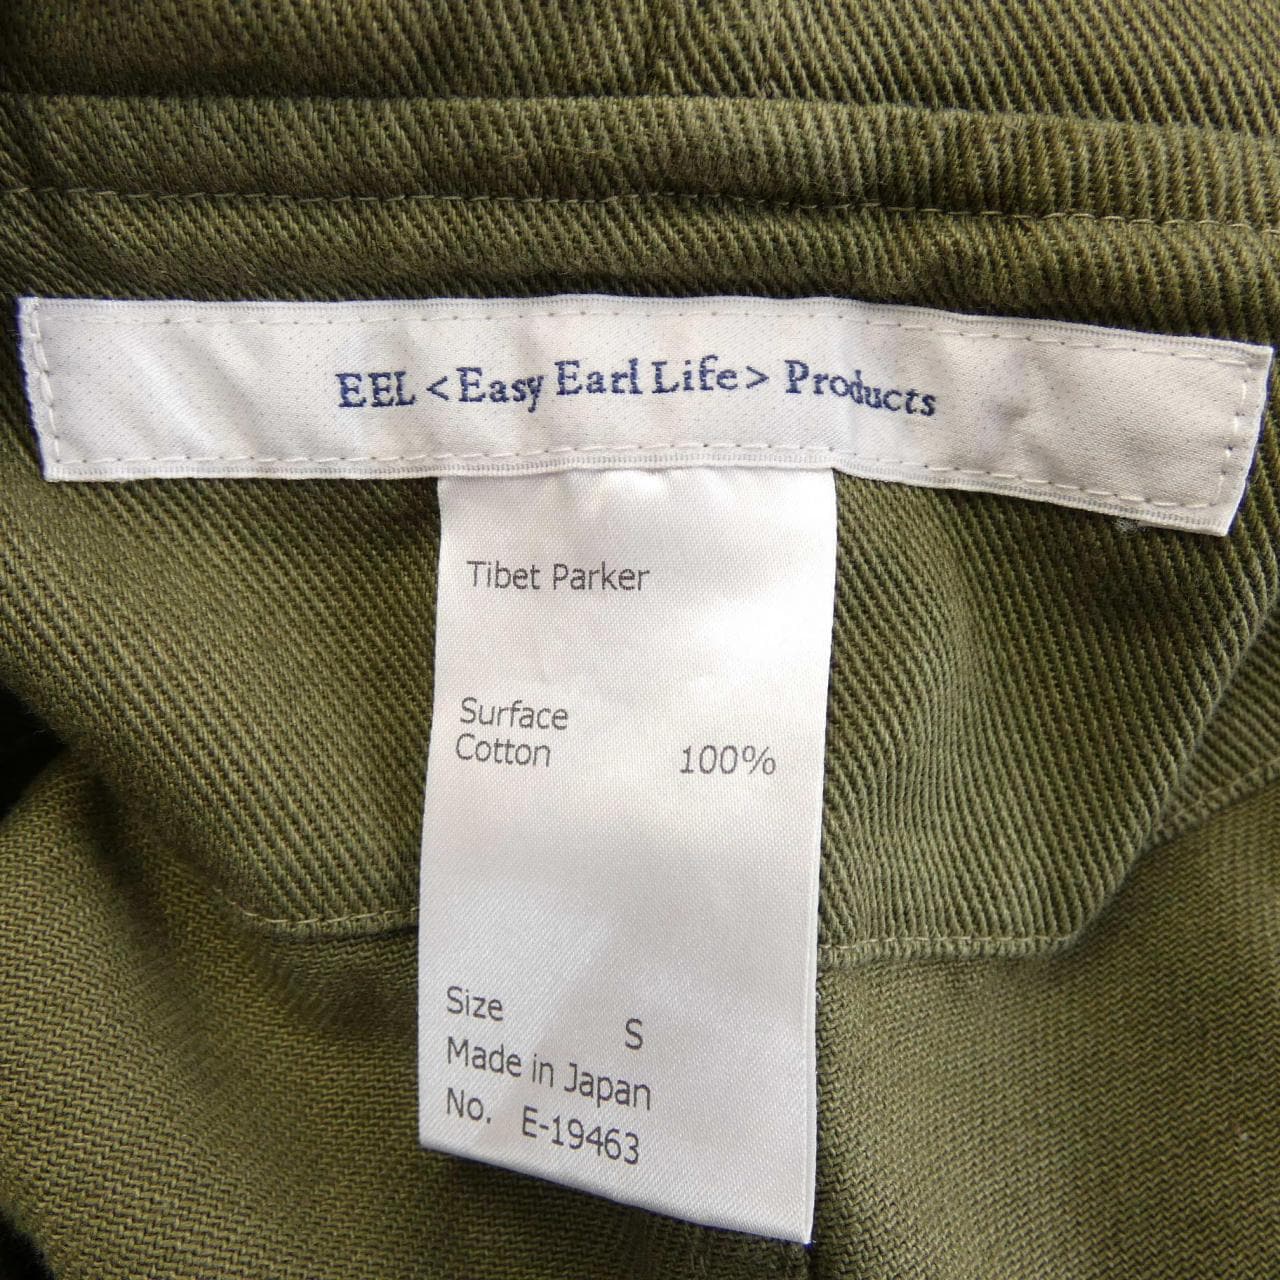 EEL <Easy Earl Life> Products
Tibet Parker
Surface
Cotton 100%
Size S
Made in Japan
No. E-19463